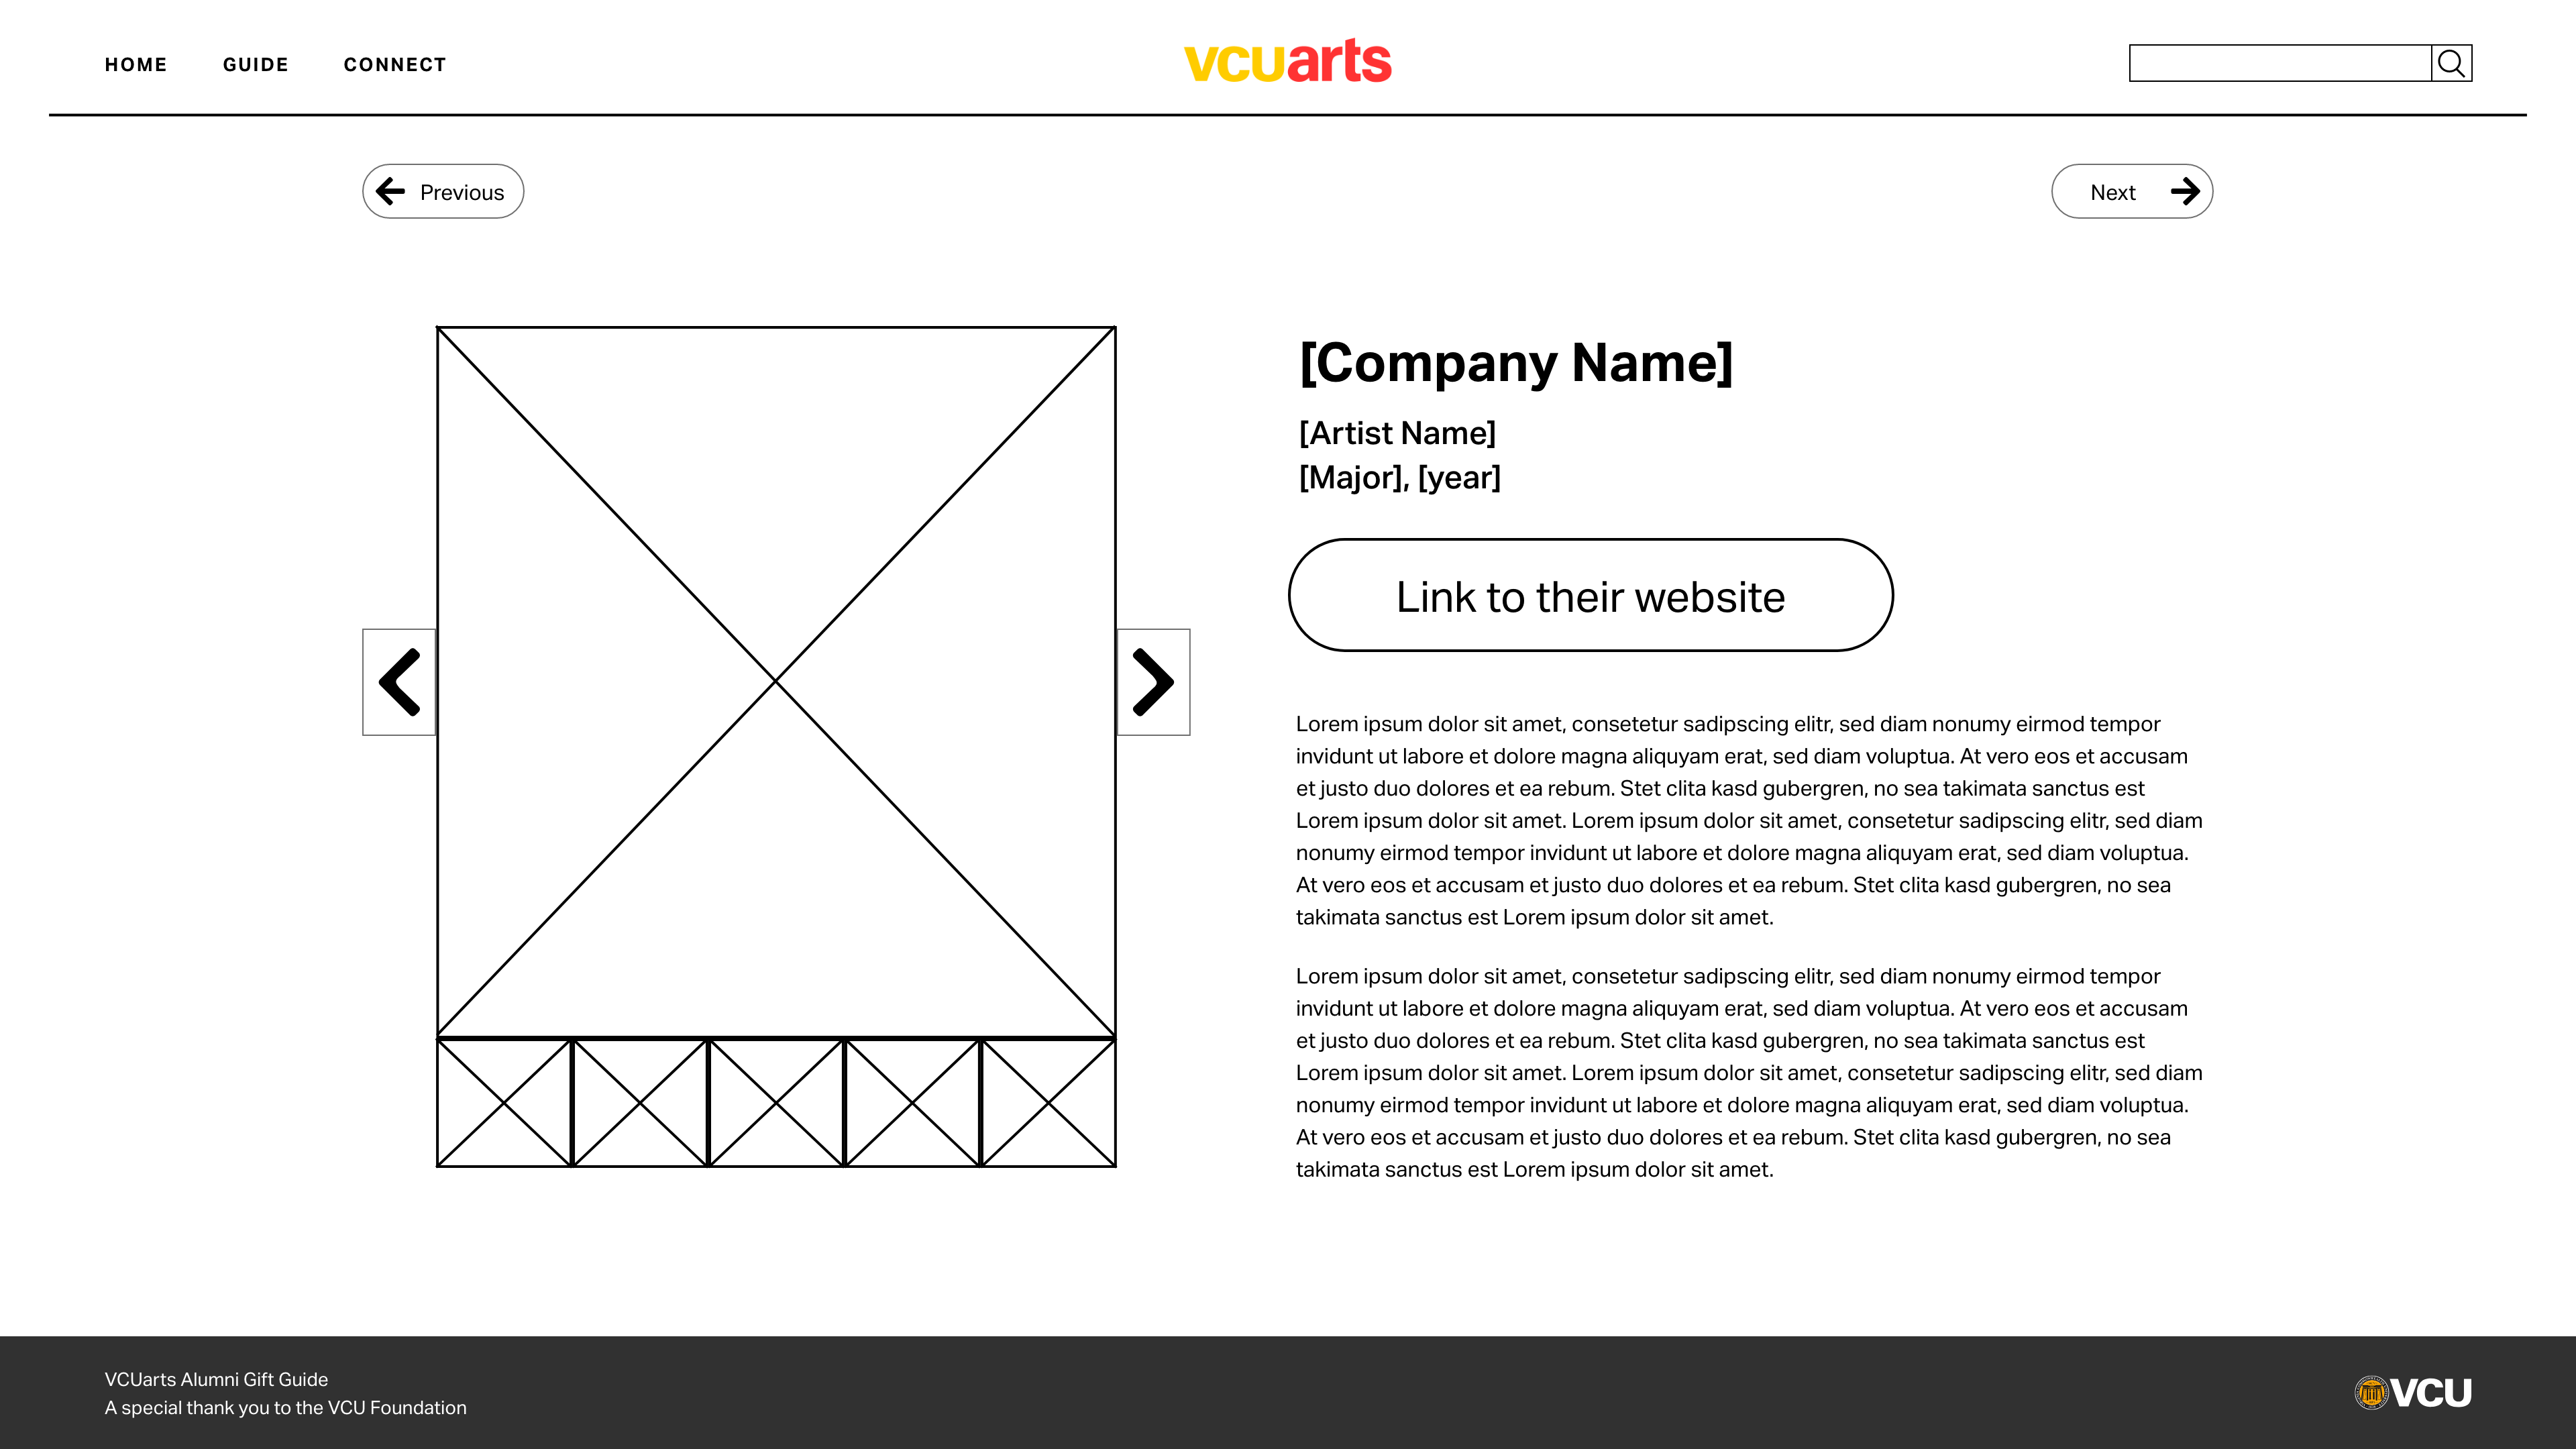 HOME GUIDE CONNECT vcuarts
Previous Next
[Company Name]
[Artist Name]
[Major], [year]
Link to their website
Lorem ipsum dolor sit amet, consetetur sadipscing elitr, sed diam nonumy eirmod tempor
invidunt ut labore et dolore magna aliquyam erat, sed diam voluptua. At vero eos et accusam
et justo duo dolores et ea rebum. Stet clita kasd gubergren, no sea takimata sanctus est
Lorem ipsum dolor sit amet. Lorem ipsum dolor sit amet, consetetur sadipscing elitr, sed diam
nonumy eirmod tempor invidunt ut labore et dolore magna aliquyam erat, sed diam voluptua.
At vero eos et accusam et justo duo dolores et ea rebum. Stet clita kasd gubergren, no sea
takimata sanctus est Lorem ipsum dolor sit amet.
Lorem ipsum dolor sit amet, consetetur sadipscing elitr, sed diam nonumy eirmod tempor
invidunt ut labore et dolore magna aliquyam erat, sed diam voluptua. At vero eos et accusam
et justo duo dolores et ea rebum. Stet clita kasd gubergren, no sea takimata sanctus est
Lorem ipsum dolor sit amet. Lorem ipsum dolor sit amet, consetetur sadipscing elitr, sed diam
nonumy eirmod tempor invidunt ut labore et dolore magna aliquyam erat, sed diam voluptua.
At vero eos et accusam et justo duo dolores et ea rebum. Stet clita kasd gubergren, no sea
takimata sanctus est Lorem ipsum dolor sit amet.
VCUarts Alumni Gift Guide
A special thank you to the VCU Foundation
VCU